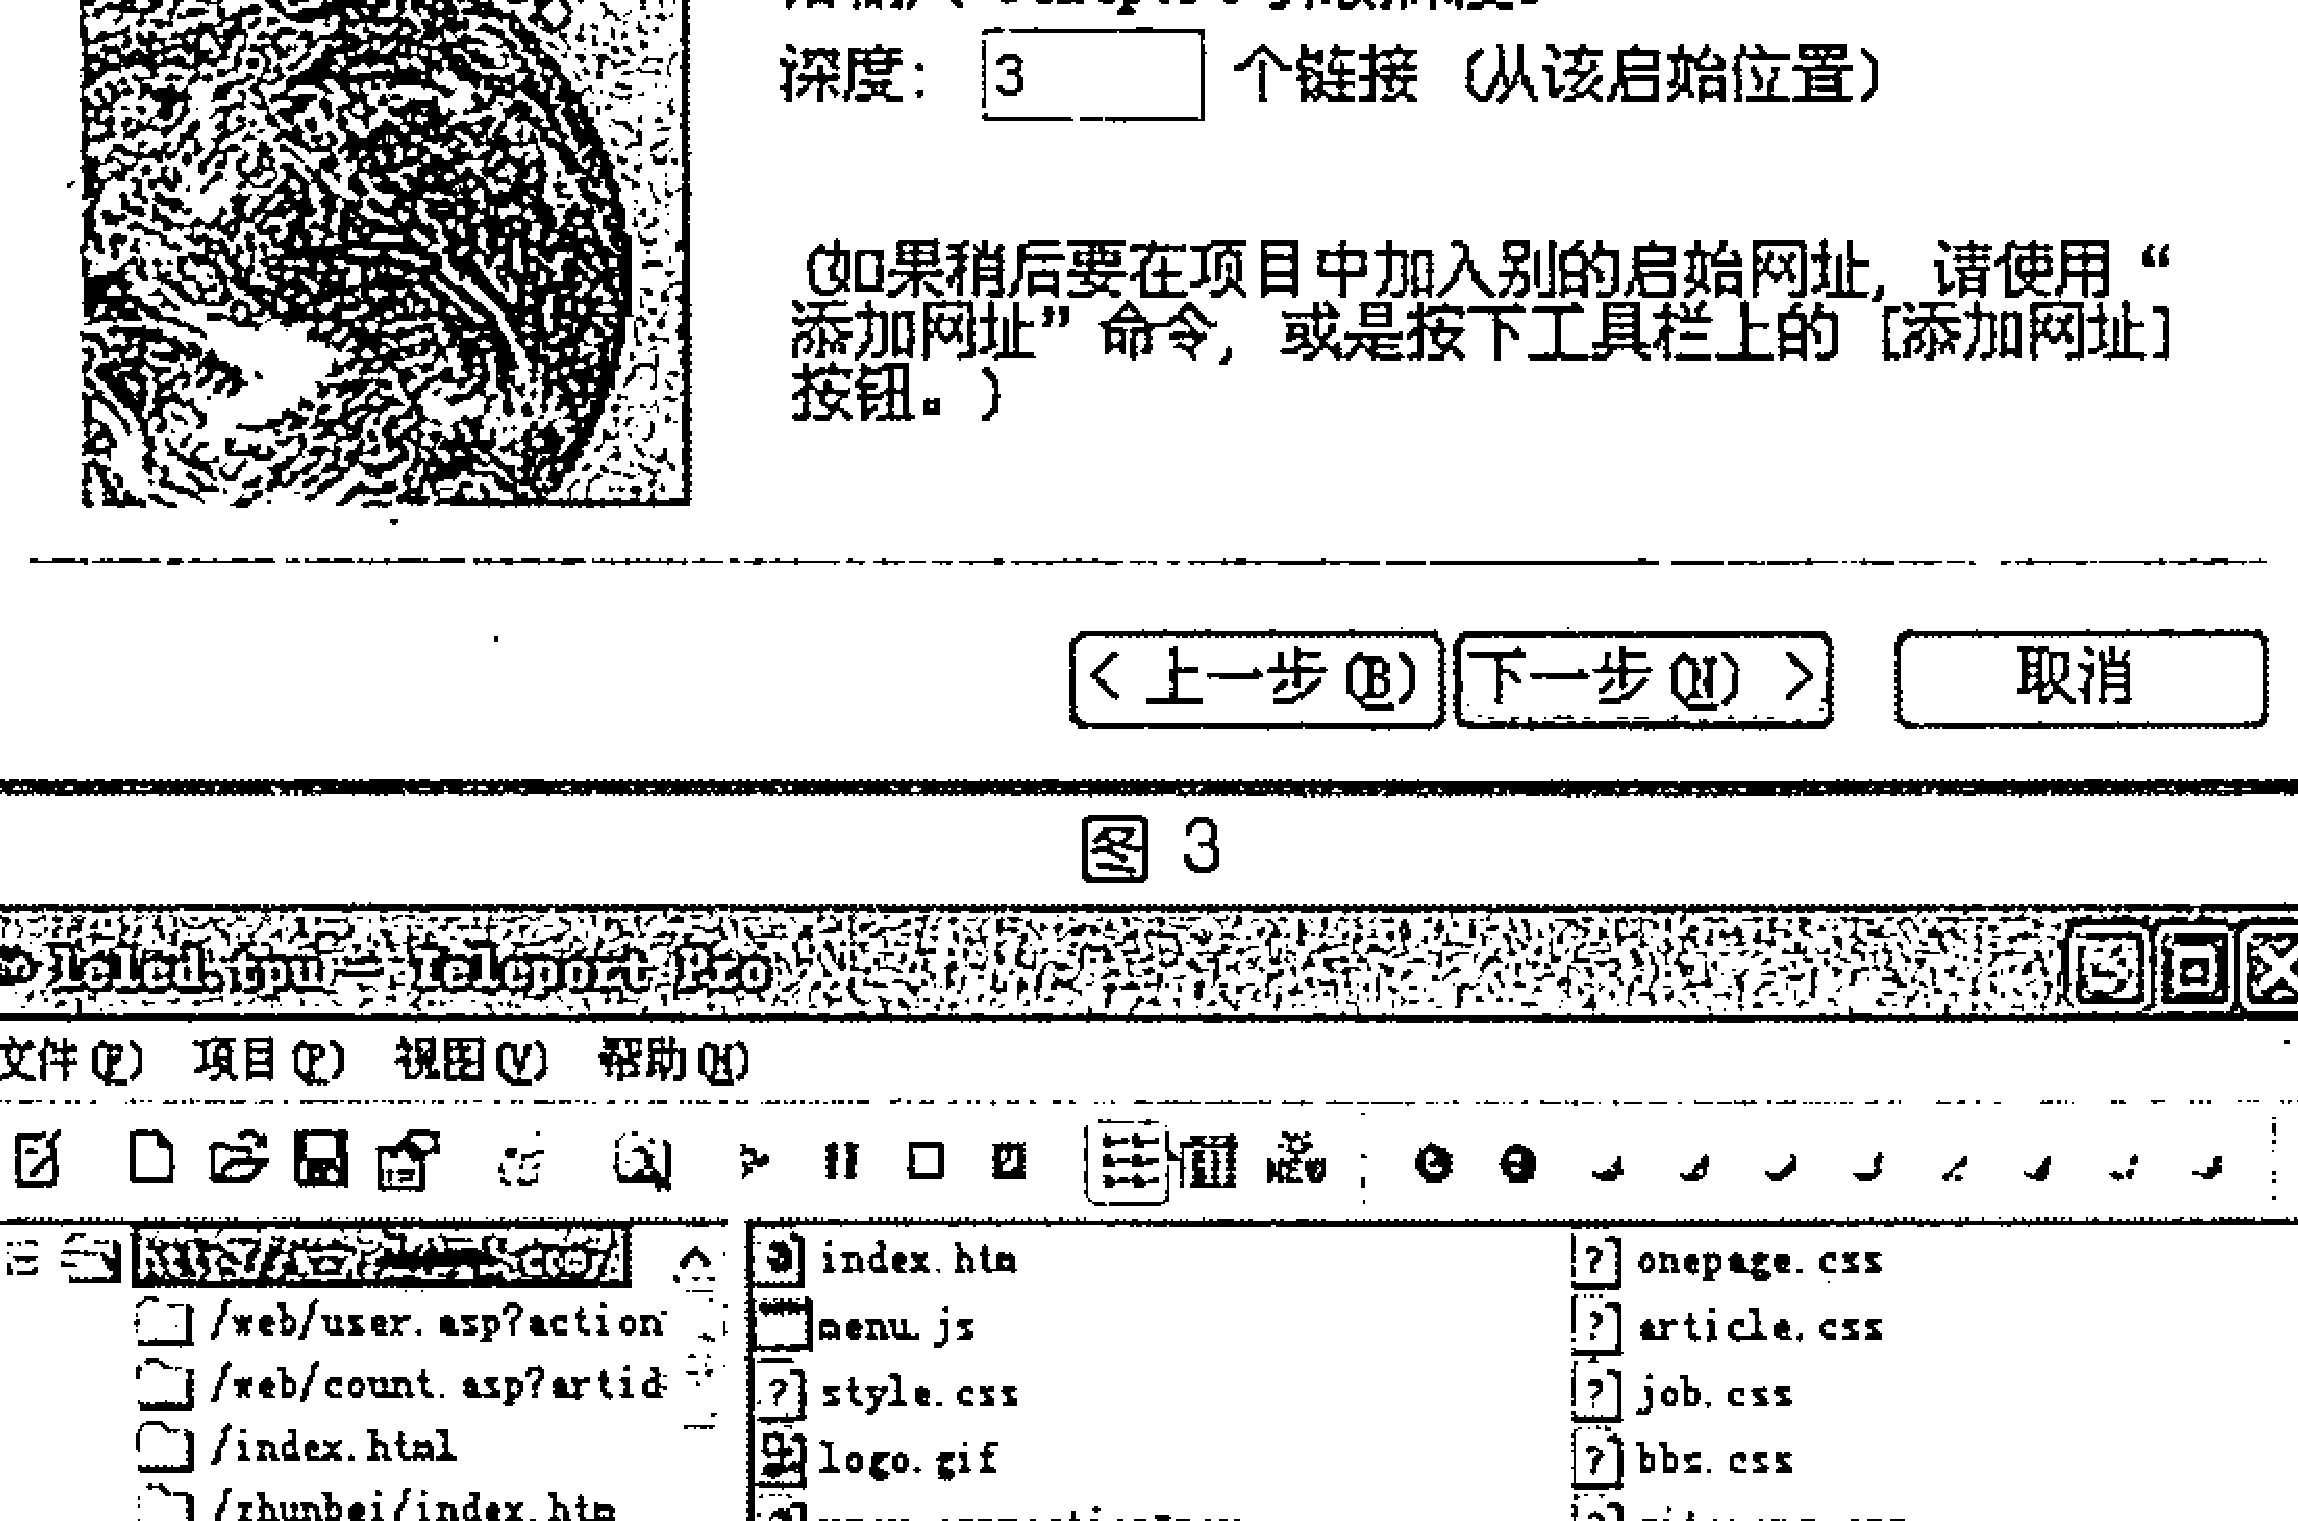 深度: 3 个链接 (从该启始位置)
(如果稍后要在项目中加入别的启始网址, 请使用 “
添加网址” 命令, 或是按下工具栏上的 [添加网址]
按钮。)
< 上一步(B) 下一步(N) > 取消
图 3
Teleport Pro
文件(F) 项目(P) 视图(V) 帮助(H)
NEW
index.htm onepage.css
/web/user.asp?action menu.js article.css
/web/count.asp?artid style.css job.css
/index.html logo.gif bbs.css
/zhunbei/index.htm